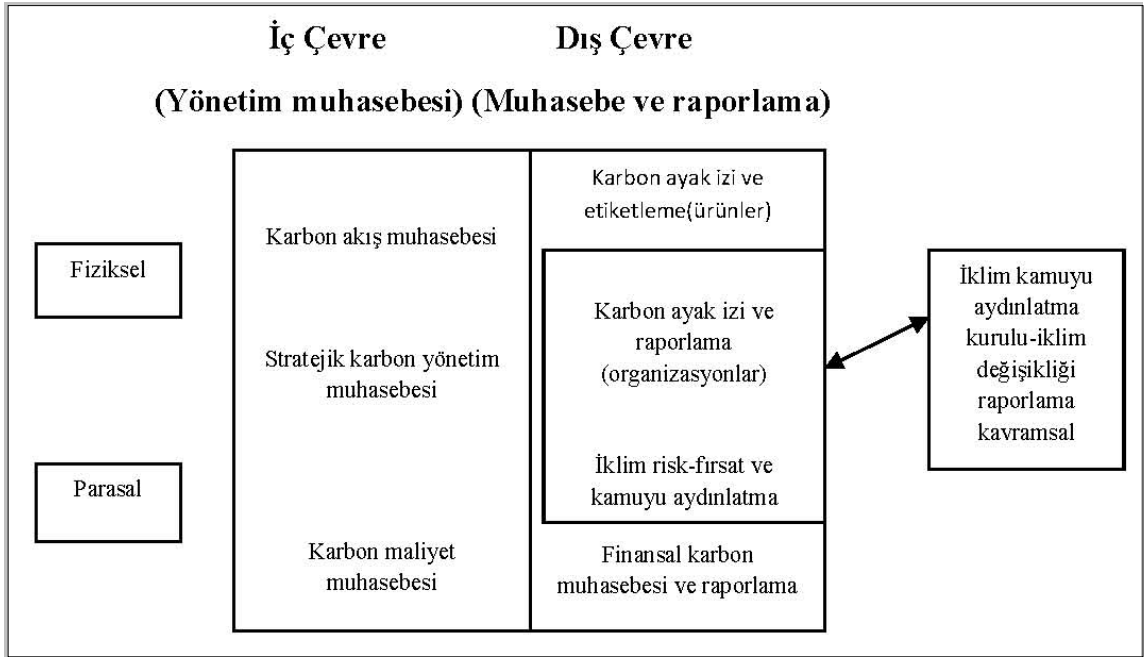 İç Çevre Dış Çevre
(Yönetim muhasebesi) (Muhasebe ve raporlama)
Fiziksel
Parasal
Karbon akış muhasebesi
Stratejik karbon yönetim
muhasebesi
Karbon maliyet
muhasebesi
Karbon ayak izi ve
etiketleme(ürünler)
Karbon ayak izi ve
raporlama
(organizasyonlar)
İklim risk-fırsat ve
kamuyu aydınlatma
Finansal karbon
muhasebesi ve raporlama
İklim kamuyu
aydınlatma
kurulu-iklim
değişikliği
raporlama
kavramsal